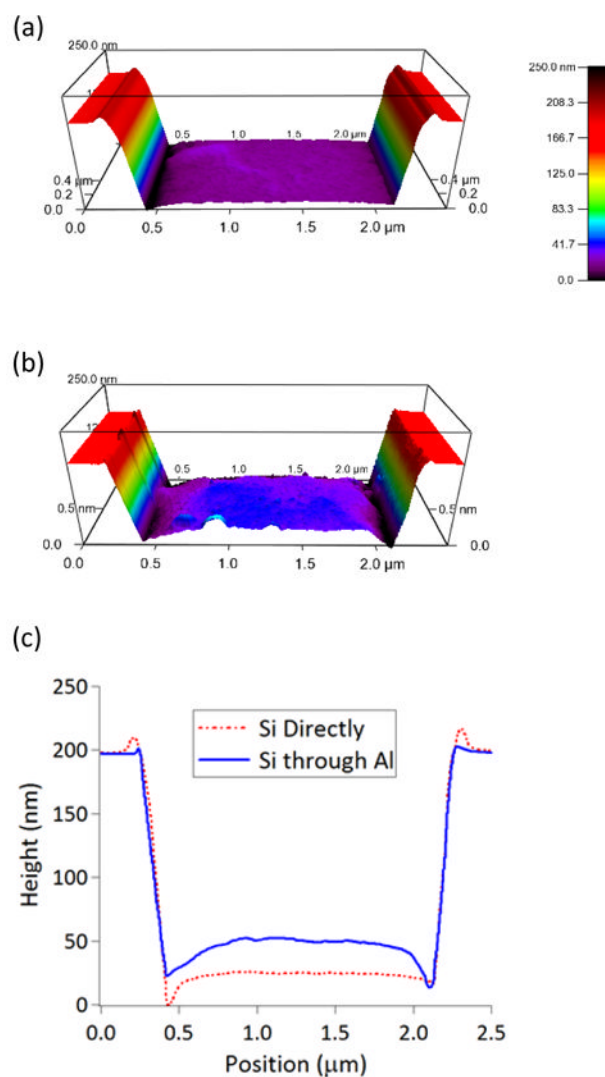 (a)
250.0 nm
250.0 nm
208.3
166.7
125.0
83.3
41.7
0.0
0.5
1.0
1.5
2.0 µm
0.4 µm
0.2
0.0
0.4 µm
0.2
0.0
0.0
0.5
1.0
1.5
2.0 µm
(b)
250.0 nm
0.5
1.0
1.5
2.0 µm
0.5 nm
0.0
0.5 nm
0.0
0.0
0.5
1.0
1.5
2.0 µm
(c)
250
200
150
100
50
0
Height (nm)
Si Directly
Si through Al
0.0
0.5
1.0
1.5
2.0
2.5
Position (µm)